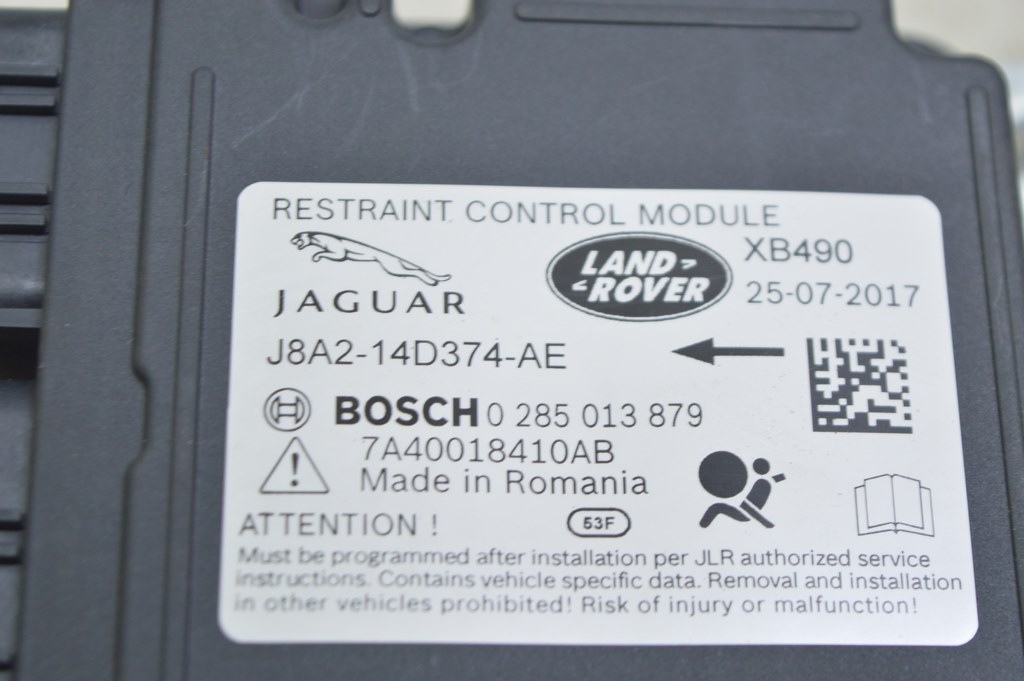 RESTRAINT CONTROL MODULE
JAGUAR
LAND ROVER
XB490
25-07-2017
J8A2-14D374-AE
BOSCH 0 285 013 879
7A40018410AB
Made in Romania
ATTENTION !
53F
Must be programmed after installation per JLR authorized service
instructions. Contains vehicle specific data. Removal and installation
in other vehicles prohibited! Risk of injury or malfunction!